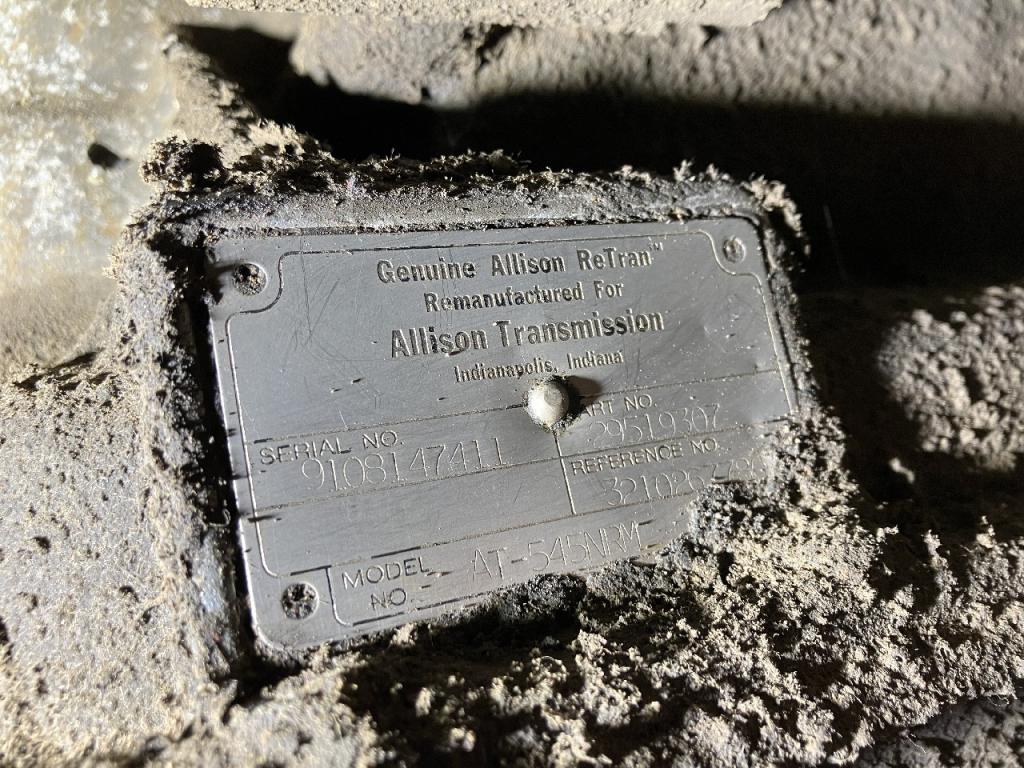 Genuine Allison ReTran™
Remanufactured For
Allison Transmission
Indianapolis, Indiana
SERIAL NO.
9108147411
ART NO.
29519307
REFERENCE NO.
MODEL NO.
AT-545NRM